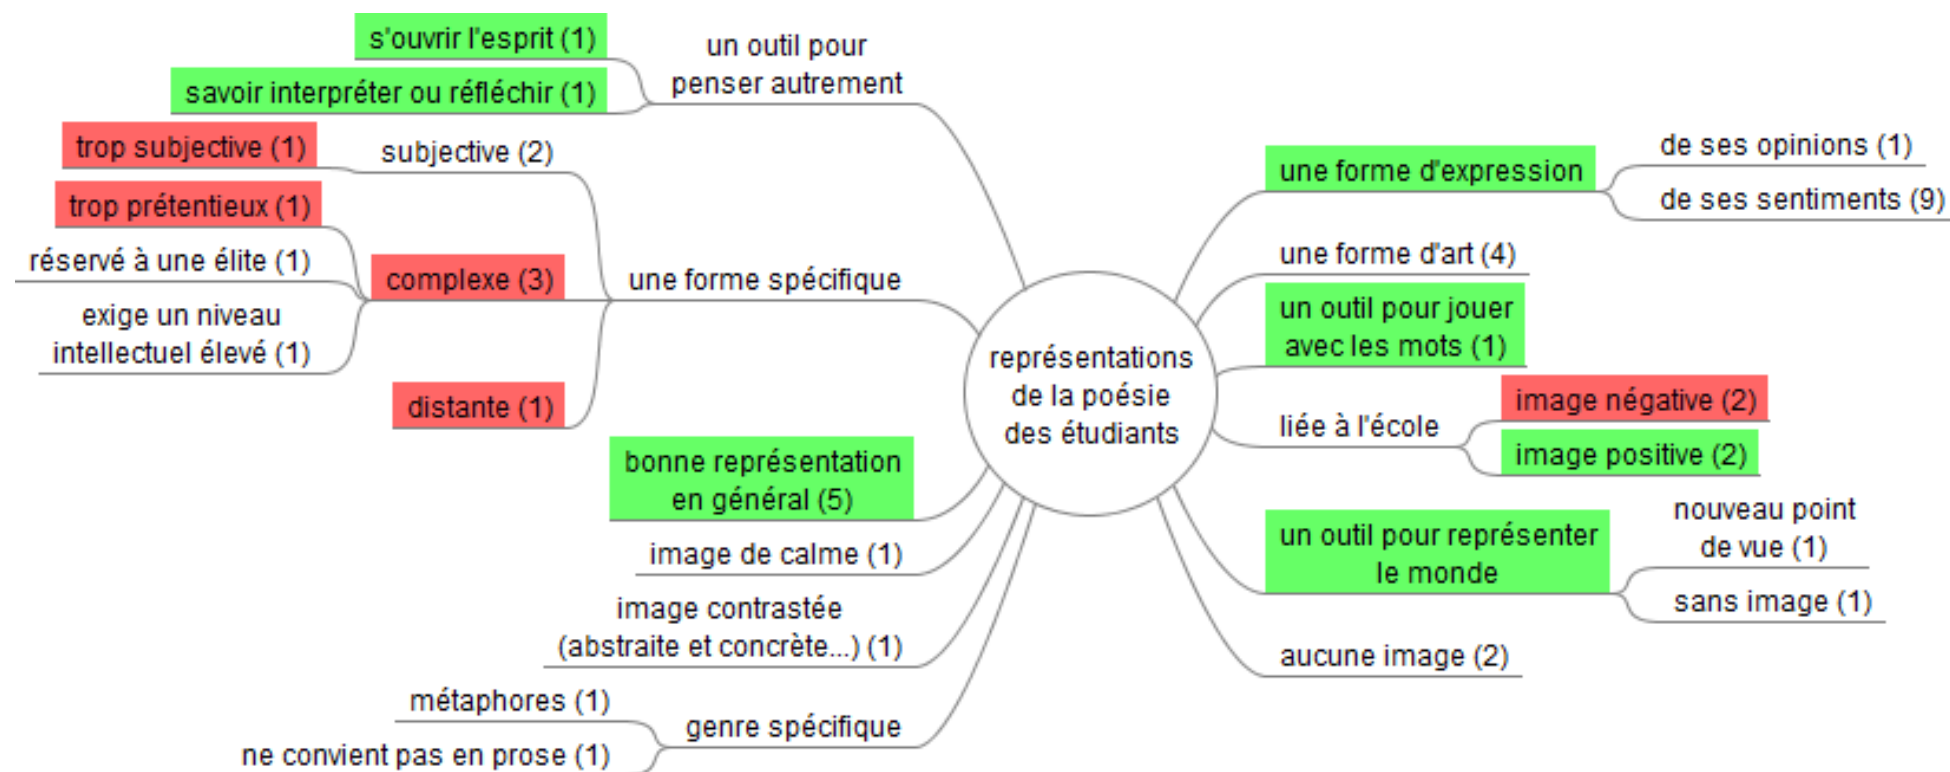 s'ouvrir l'esprit (1)
savoir interpréter ou réfléchir (1)
un outil pour
penser autrement
trop subjective (1)
subjective (2)
trop prétentieux (1)
réservé à une élite (1)
exige un niveau
intellectuel élevé (1)
complexe (3)
une forme spécifique
distante (1)
bonne représentation
en général (5)
image de calme (1)
image contrastée
(abstraite et concrète...) (1)
métaphores (1)
ne convient pas en prose (1)
genre spécifique
représentations
de la poésie
des étudiants
une forme d'expression
de ses opinions (1)
de ses sentiments (9)
une forme d'art (4)
un outil pour jouer
avec les mots (1)
liée à l'école
image négative (2)
image positive (2)
un outil pour représenter
le monde
nouveau point
de vue (1)
sans image (1)
aucune image (2)